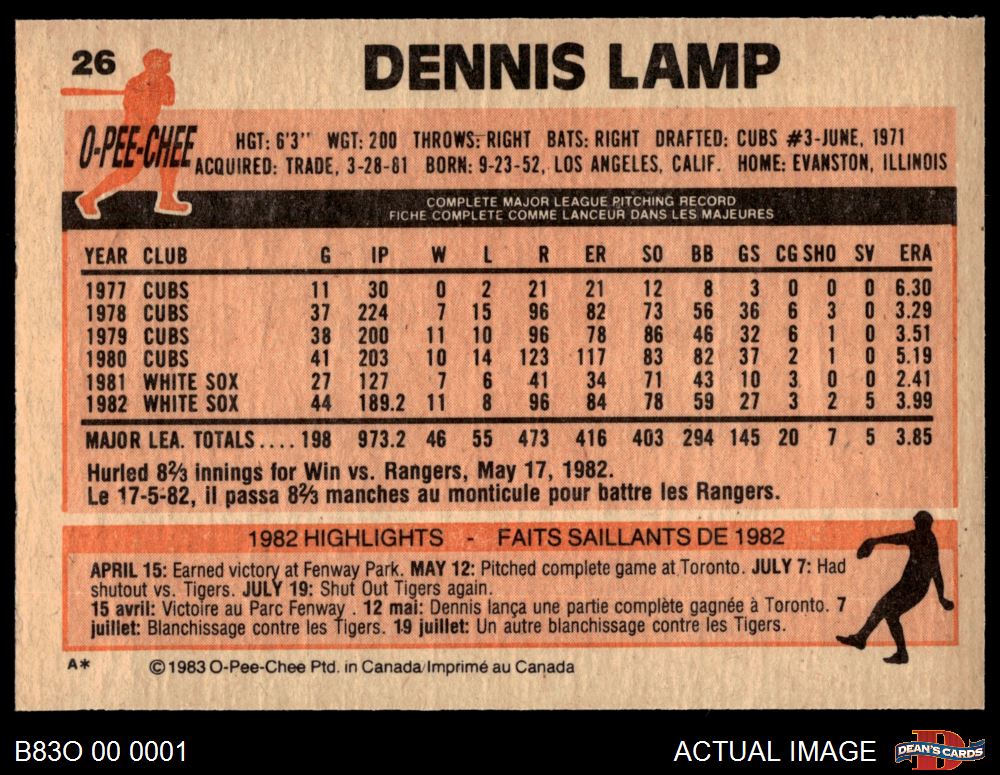 26
DENNIS LAMP
O-PEE-CHEE
HGT: 6'3" WGT: 200 THROWS: RIGHT BATS: RIGHT DRAFTED: CUBS #3-JUNE, 1971
ACQUIRED: TRADE, 3-28-81 BORN: 9-23-52, LOS ANGELES, CALIF. HOME: EVANSTON, ILLINOIS
COMPLETE MAJOR LEAGUE PITCHING RECORD
FICHE COMPLETE COMME LANCEUR DANS LES MAJEURES
YEAR CLUB G IP W L R ER SO BB GS CG SHO SV ERA
1977 CUBS 11 30 0 2 21 21 12 8 3 0 0 0 6.30
1978 CUBS 37 224 7 15 96 82 73 56 36 6 3 0 3.29
1979 CUBS 38 200 11 10 96 78 86 46 32 6 1 0 3.51
1980 CUBS 41 203 10 14 123 117 83 82 37 2 1 0 5.19
1981 WHITE SOX 27 127 7 6 41 34 71 43 10 3 0 0 2.41
1982 WHITE SOX 44 189.2 11 8 96 84 78 59 27 3 2 5 3.99
MAJOR LEA. TOTALS.... 198 973.2 46 55 473 416 403 294 145 20 7 5 3.85
Hurled 8⅔ innings for Win vs. Rangers, May 17, 1982.
Le 17-5-82, il passa 8⅔ manches au monticule pour battre les Rangers.
1982 HIGHLIGHTS - FAITS SAILLANTS DE 1982
APRIL 15: Earned victory at Fenway Park. MAY 12: Pitched complete game at Toronto. JULY 7: Had
shutout vs. Tigers. JULY 19: Shut Out Tigers again.
15 avril: Victoire au Parc Fenway . 12 mai: Dennis lança une partie complète gagnée à Toronto. 7
juillet: Blanchissage contre les Tigers. 19 juillet: Un autre blanchissage contre les Tigers.
A* © 1983 O-Pee-Chee Ptd. in Canada/Imprimé au Canada
B83O 00 0001 ACTUAL IMAGE DEAN'S CARDS